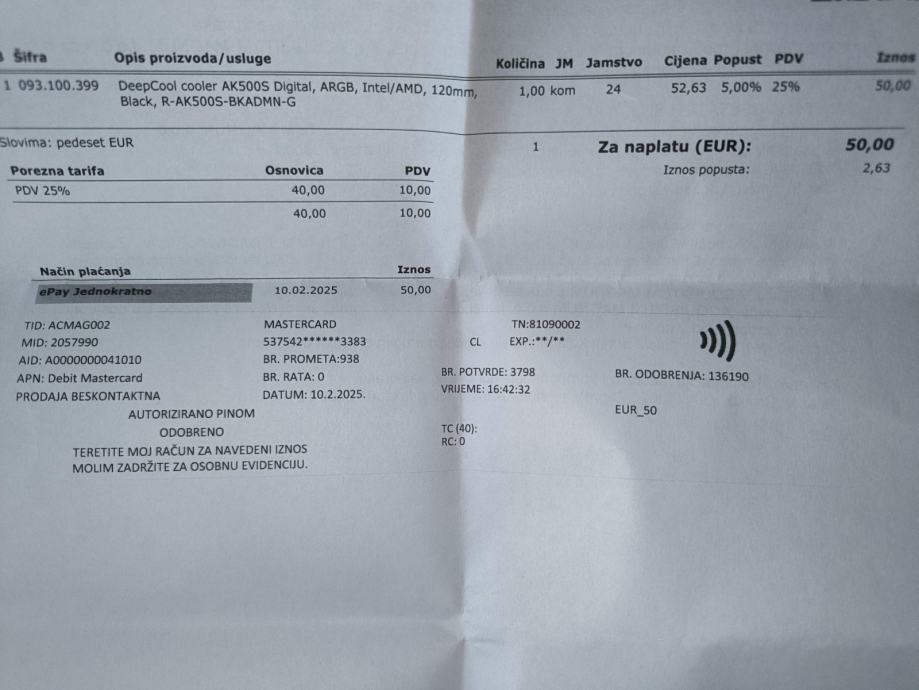 Šifra Opis proizvoda/usluge Količina JM Jamstvo Cijena Popust PDV Iznos
1 093.100.399 DeepCool cooler AK500S Digital, ARGB, Intel/AMD, 120mm, 1,00 kom 24 52,63 5,00% 25% 50,00
Black, R-AK500S-BKADMN-G
Slovima: pedeset EUR 1 Za naplatu (EUR): 50,00
Iznos popusta: 2,63
Porezna tarifa Osnovica PDV
PDV 25% 40,00 10,00
40,00 10,00
Način plaćanja Iznos
ePay Jednokratno 10.02.2025 50,00
TID: ACMAG002 MASTERCARD TN:81090002
MID: 2057990 537542******3383 CL EXP.:**/**
AID: A0000000041010 BR. PROMETA:938
APN: Debit Mastercard BR. RATA: 0 BR. POTVRDE: 3798 BR. ODOBRENJA: 136190
PRODAJA BESKONTAKTNA DATUM: 10.2.2025. VRIJEME: 16:42:32
AUTORIZIRANO PINOM EUR_50
ODOBRENO TC (40):
TERETITE MOJ RAČUN ZA NAVEDENI IZNOS RC: 0
MOLIM ZADRŽITE ZA OSOBNU EVIDENCIJU.